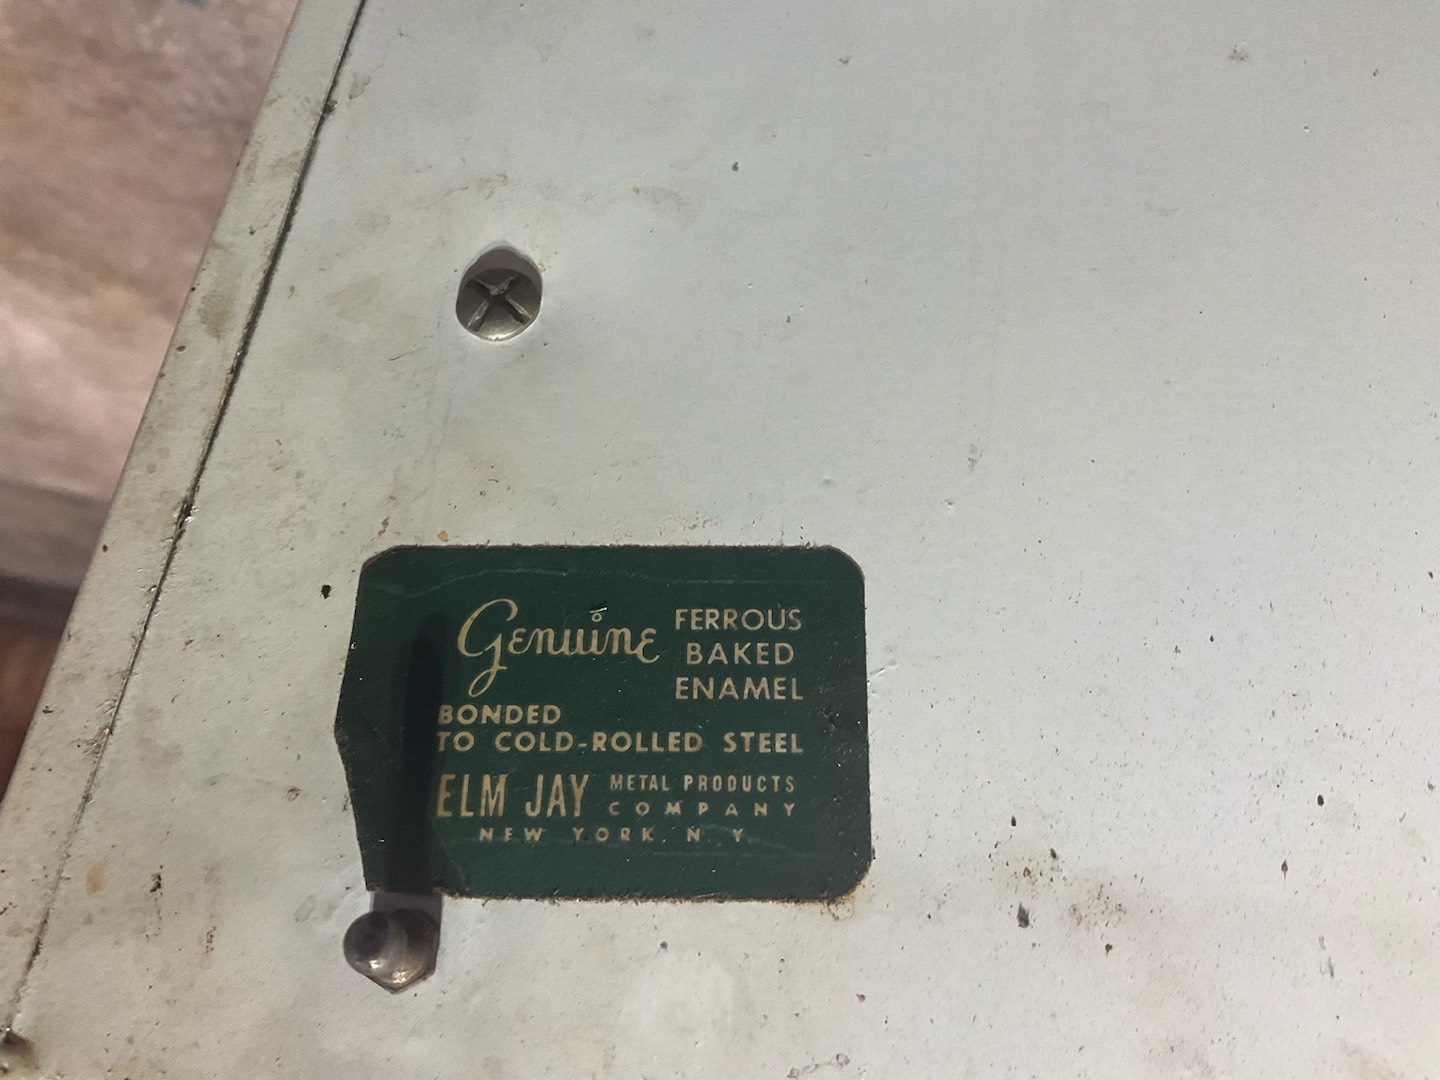 Genuine FERROUS
BAKED
ENAMEL
BONDED
TO COLD-ROLLED STEEL
ELM JAY METAL PRODUCTS
COMPANY
NEW YORK, N. Y.